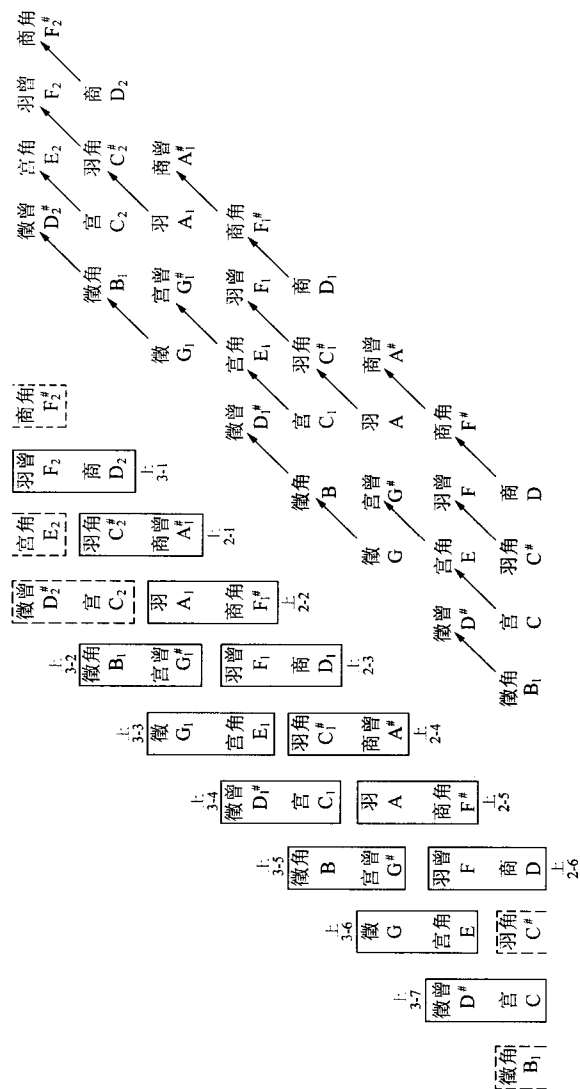 徵曾 宫角 羽曾 商角 徵曾 宫角 羽曾 商角
D₂# E₂ F₂ F₂# D₂# E₂ F₂ F₂#
上 3-2
徵角 宫 羽角 商 徵角 宫 羽角 商
B₁ C₂ C₂# D₂ B₁ C₂ C₂# D₂
上 3-3
上 3-1
徵 宫曾 羽 商曾 徵 宫曾 羽 商曾
G₁ G₁# A₁ A₁# G₁ G₁# A₁ A₁#
上 3-4
上 2-1
徵曾 宫角 羽曾 商角 徵曾 宫角 羽曾 商角
D₁# E₁ F₁ F₁# D₁# E₁ F₁ F₁#
上 3-5
上 2-2
徵角 宫 羽角 商 徵角 宫 羽角 商
B C₁ C₁# D₁ B C₁ C₁# D₁
上 3-6
上 2-3
徵 宫曾 羽 商曾 徵 宫曾 羽 商曾
G G# A A# G G# A A#
上 3-7
上 2-4
徵曾 宫角 羽曾 商角 徵曾 宫角 羽曾 商角
D# E F F# D# E F F#
上 2-5
徵角 宫 羽角 商 徵角 宫 羽角 商
B₁ C C# D B₁ C C# D
上 2-6